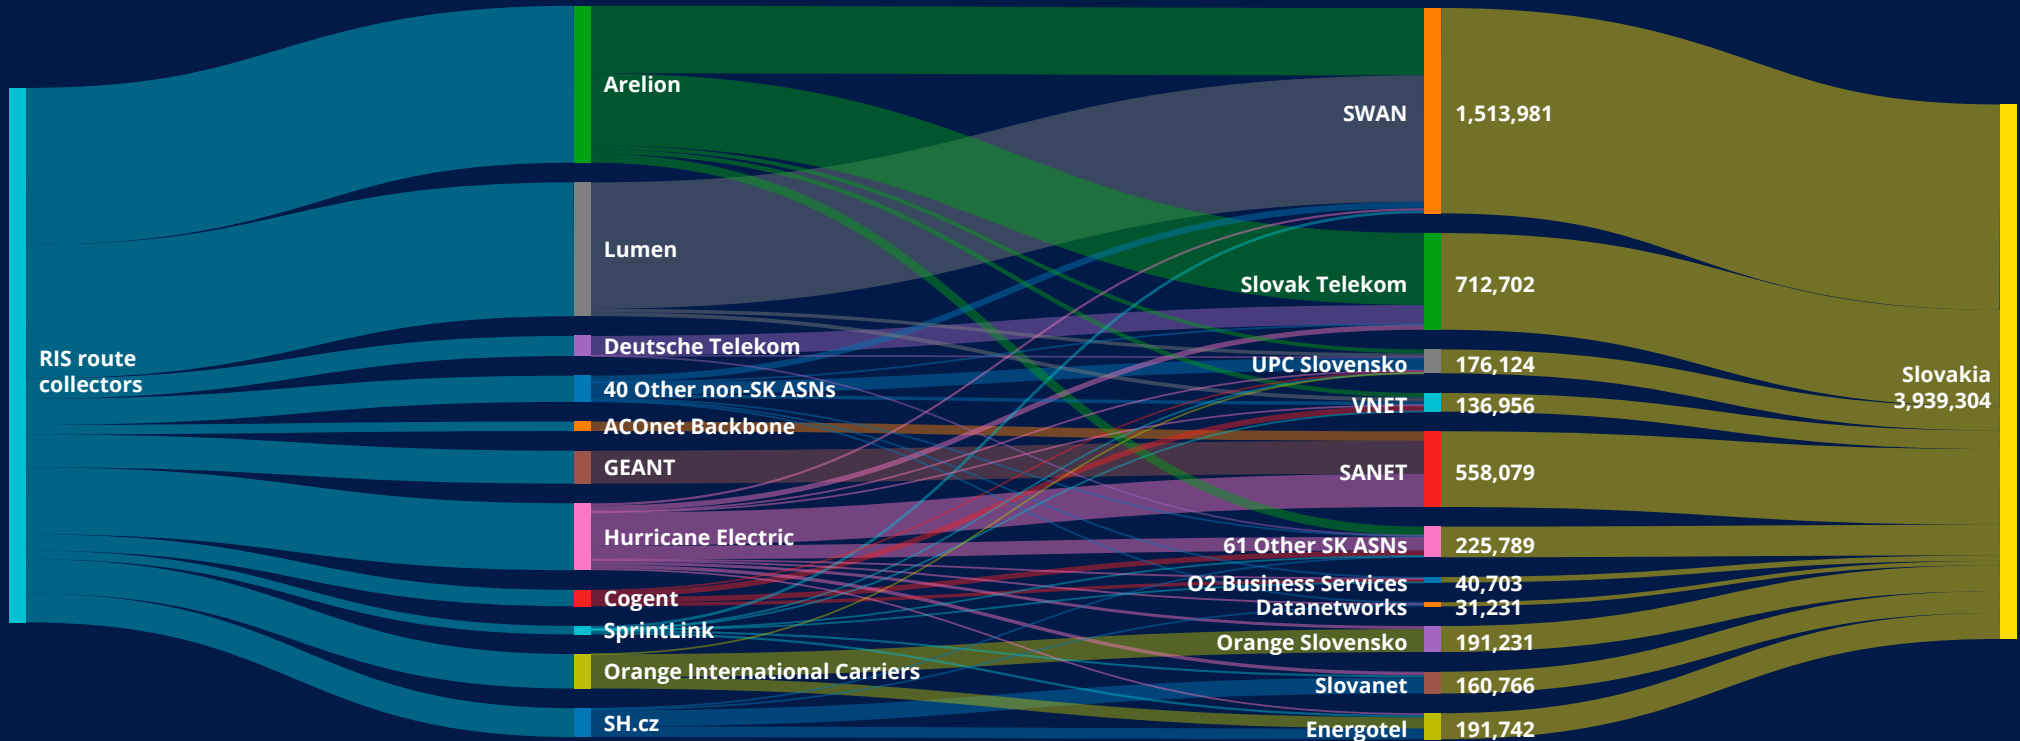 RIS route
collectors
Arelion
Lumen
Deutsche Telekom
40 Other non-SK ASNs
ACOnet Backbone
GEANT
Hurricane Electric
Cogent
SprintLink
Orange International Carriers
SH.cz
SWAN 1,513,981
Slovak Telekom 712,702
UPC Slovensko 176,124
VNET 136,956
SANET 558,079
61 Other SK ASNs 225,789
O2 Business Services 40,703
Datanetworks 31,231
Orange Slovensko 191,231
Slovanet 160,766
Energotel 191,742
Slovakia
3,939,304